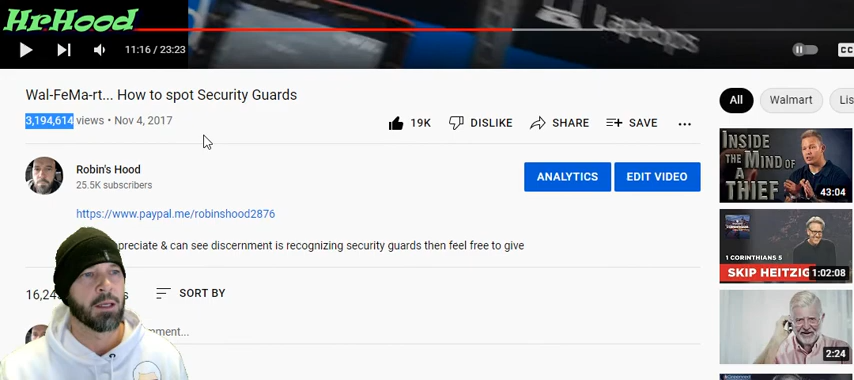 HrHood
Laptops
11:16 / 23:23
CC
Wal-FeMa-rt... How to spot Security Guards
3,194,614 views • Nov 4, 2017
19K
DISLIKE
SHARE
SAVE
Robin's Hood
25.5K subscribers
ANALYTICS
EDIT VIDEO
https://www.paypal.me/robinshood2876
preciate & can see discernment is recognizing security guards then feel free to give
SORT BY
All
Walmart
INSIDE
THE MIND OF
A THIEF
43:04
1 CORINTHIANS 5
SKIP HEITZIG
1:02:08
2:24